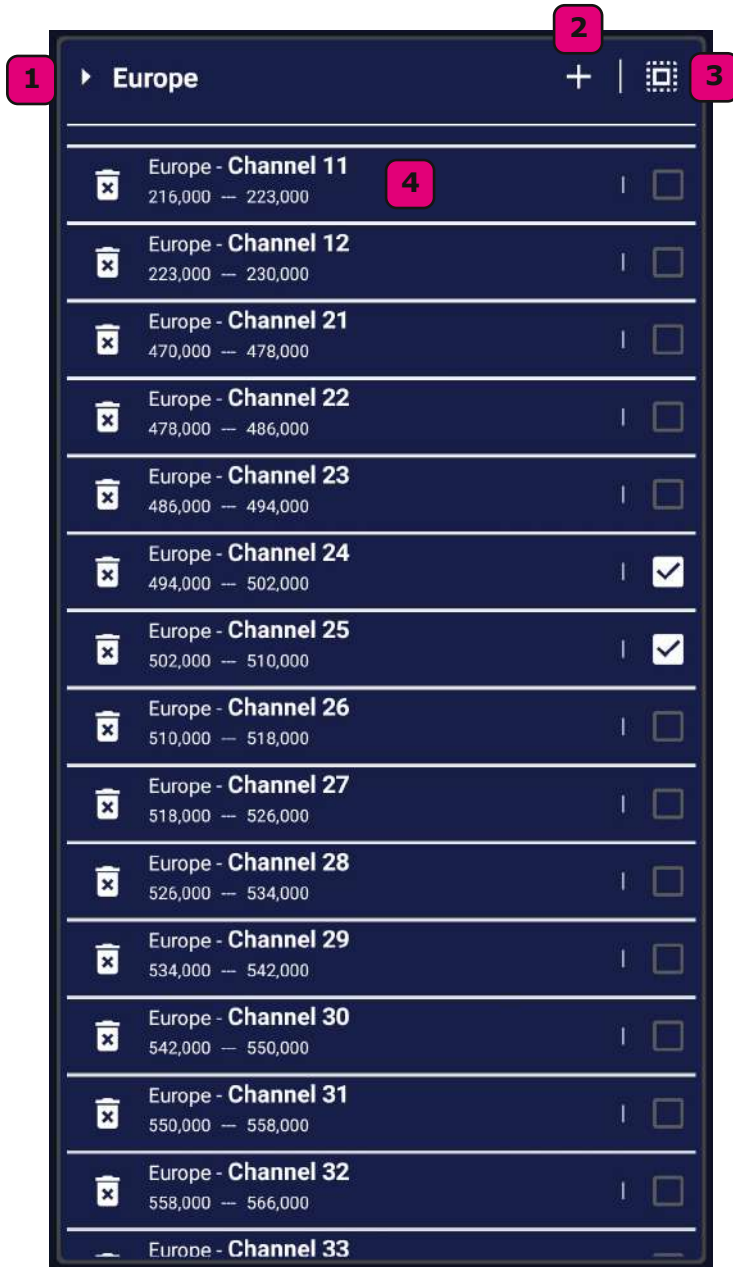 2
1
Europe
3
Europe - Channel 11
216,000 — 223,000
4
Europe - Channel 12
223,000 — 230,000
Europe - Channel 21
470,000 — 478,000
Europe - Channel 22
478,000 — 486,000
Europe - Channel 23
486,000 — 494,000
Europe - Channel 24
494,000 — 502,000
Europe - Channel 25
502,000 — 510,000
Europe - Channel 26
510,000 — 518,000
Europe - Channel 27
518,000 — 526,000
Europe - Channel 28
526,000 — 534,000
Europe - Channel 29
534,000 — 542,000
Europe - Channel 30
542,000 — 550,000
Europe - Channel 31
550,000 — 558,000
Europe - Channel 32
558,000 — 566,000
Europe - Channel 33